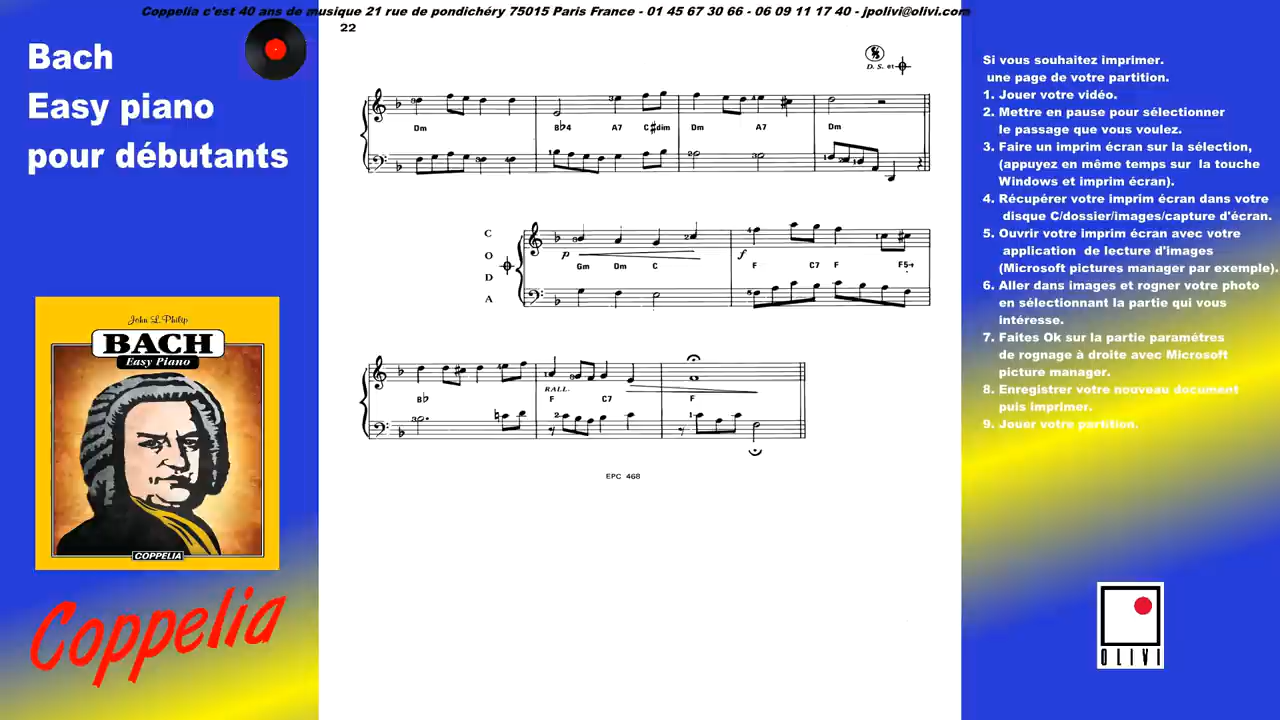 Coppelia c'est 40 ans de musique 21 rue de pondichéry 75015 Paris France - 01 45 67 30 66 - 06 09 11 17 40 - jpolivi@olivi.com
Bach
Easy piano
pour débutants
John L. Philip
BACH
Easy Piano
COPPELIA
Coppelia
22
D. S. et
Dm B♭4 A7 C#dim Dm A7 Dm
C
O
D
A
p f
Gm Dm C F C7 F F5+
RALL.
B♭ F C7 F
EPC 468
Si vous souhaitez imprimer.
une page de votre partition.
1. Jouer votre vidéo.
2. Mettre en pause pour sélectionner
le passage que vous voulez.
3. Faire un imprim écran sur la sélection,
(appuyez en même temps sur la touche
Windows et imprim écran).
4. Récupérer votre imprim écran dans votre
disque C/dossier/images/capture d'écran.
5. Ouvrir votre imprim écran avec votre
application de lecture d'images
(Microsoft pictures manager par exemple).
6. Aller dans images et rogner votre photo
en sélectionnant la partie qui vous
intéresse.
7. Faites Ok sur la partie paramétres
de rognage à droite avec Microsoft
picture manager.
8. Enregistrer votre nouveau document
puis imprimer.
9. Jouer votre partition.
OLIVI